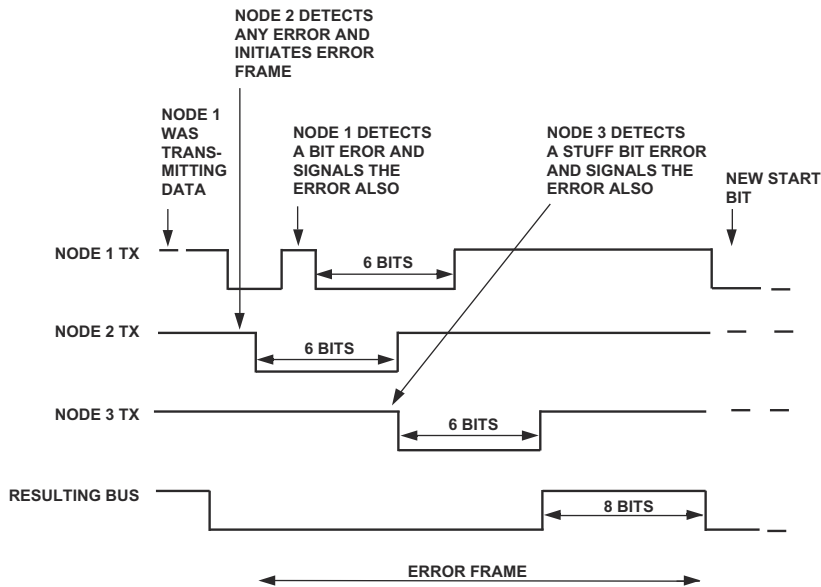 NODE 2 DETECTS
ANY ERROR AND
INITIATES ERROR
FRAME
NODE 1
WAS
TRANS-
MITTING
DATA
NODE 1 DETECTS
A BIT EROR AND
SIGNALS THE
ERROR ALSO
NODE 3 DETECTS
A STUFF BIT ERROR
AND SIGNALS THE
ERROR ALSO
NEW START
BIT
NODE 1 TX
6 BITS
NODE 2 TX
6 BITS
NODE 3 TX
6 BITS
RESULTING BUS
8 BITS
ERROR FRAME